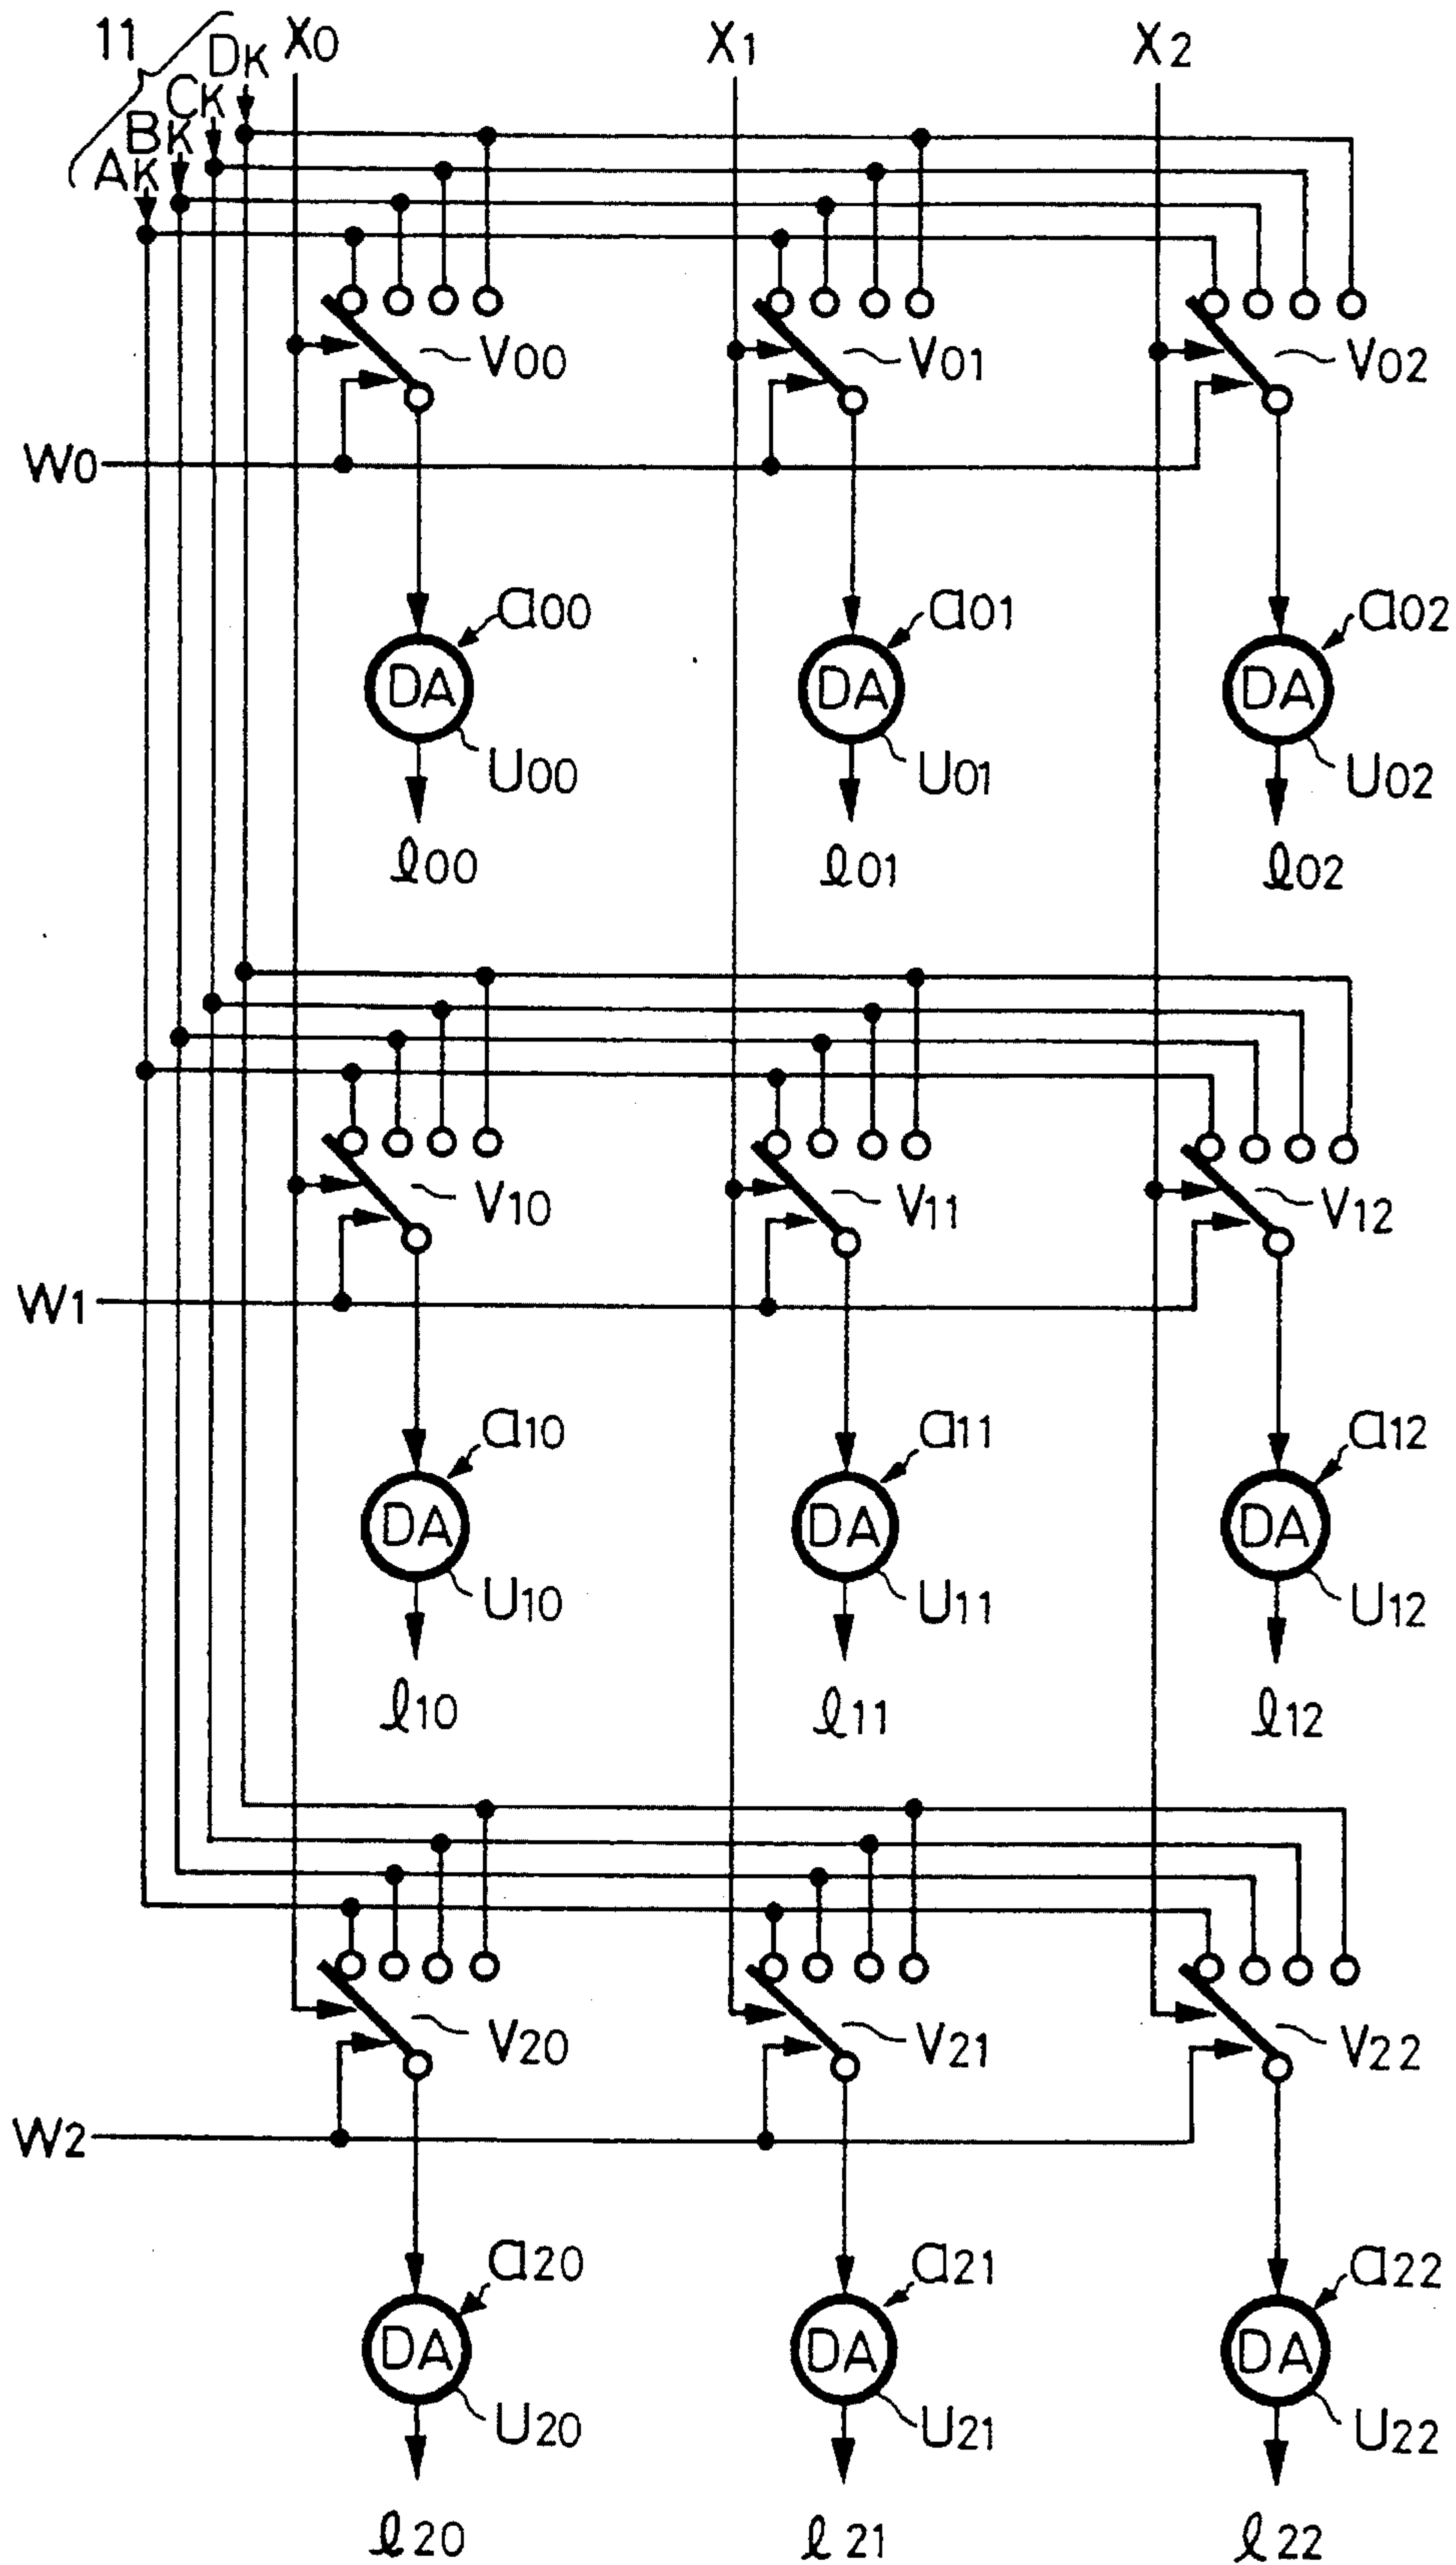 11 X0 X1 X2
DK
CK
BK
AK
V00 V01 V02
W0
a00 a01 a02
DA DA DA
U00 U01 U02
ℓ00 ℓ01 ℓ02
V10 V11 V12
W1
a10 a11 a12
DA DA DA
U10 U11 U12
ℓ10 ℓ11 ℓ12
V20 V21 V22
W2
a20 a21 a22
DA DA DA
U20 U21 U22
ℓ20 ℓ21 ℓ22